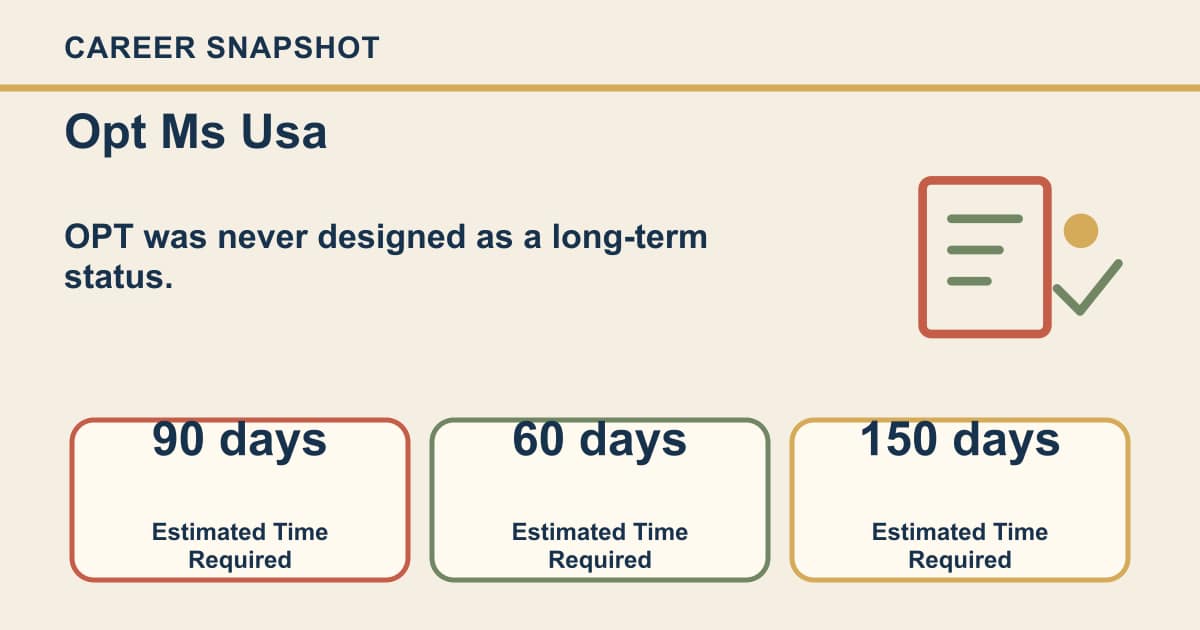 CAREER SNAPSHOT
Opt Ms Usa
OPT was never designed as a long-term
status.
90 days
Estimated Time
Required
60 days
Estimated Time
Required
150 days
Estimated Time
Required